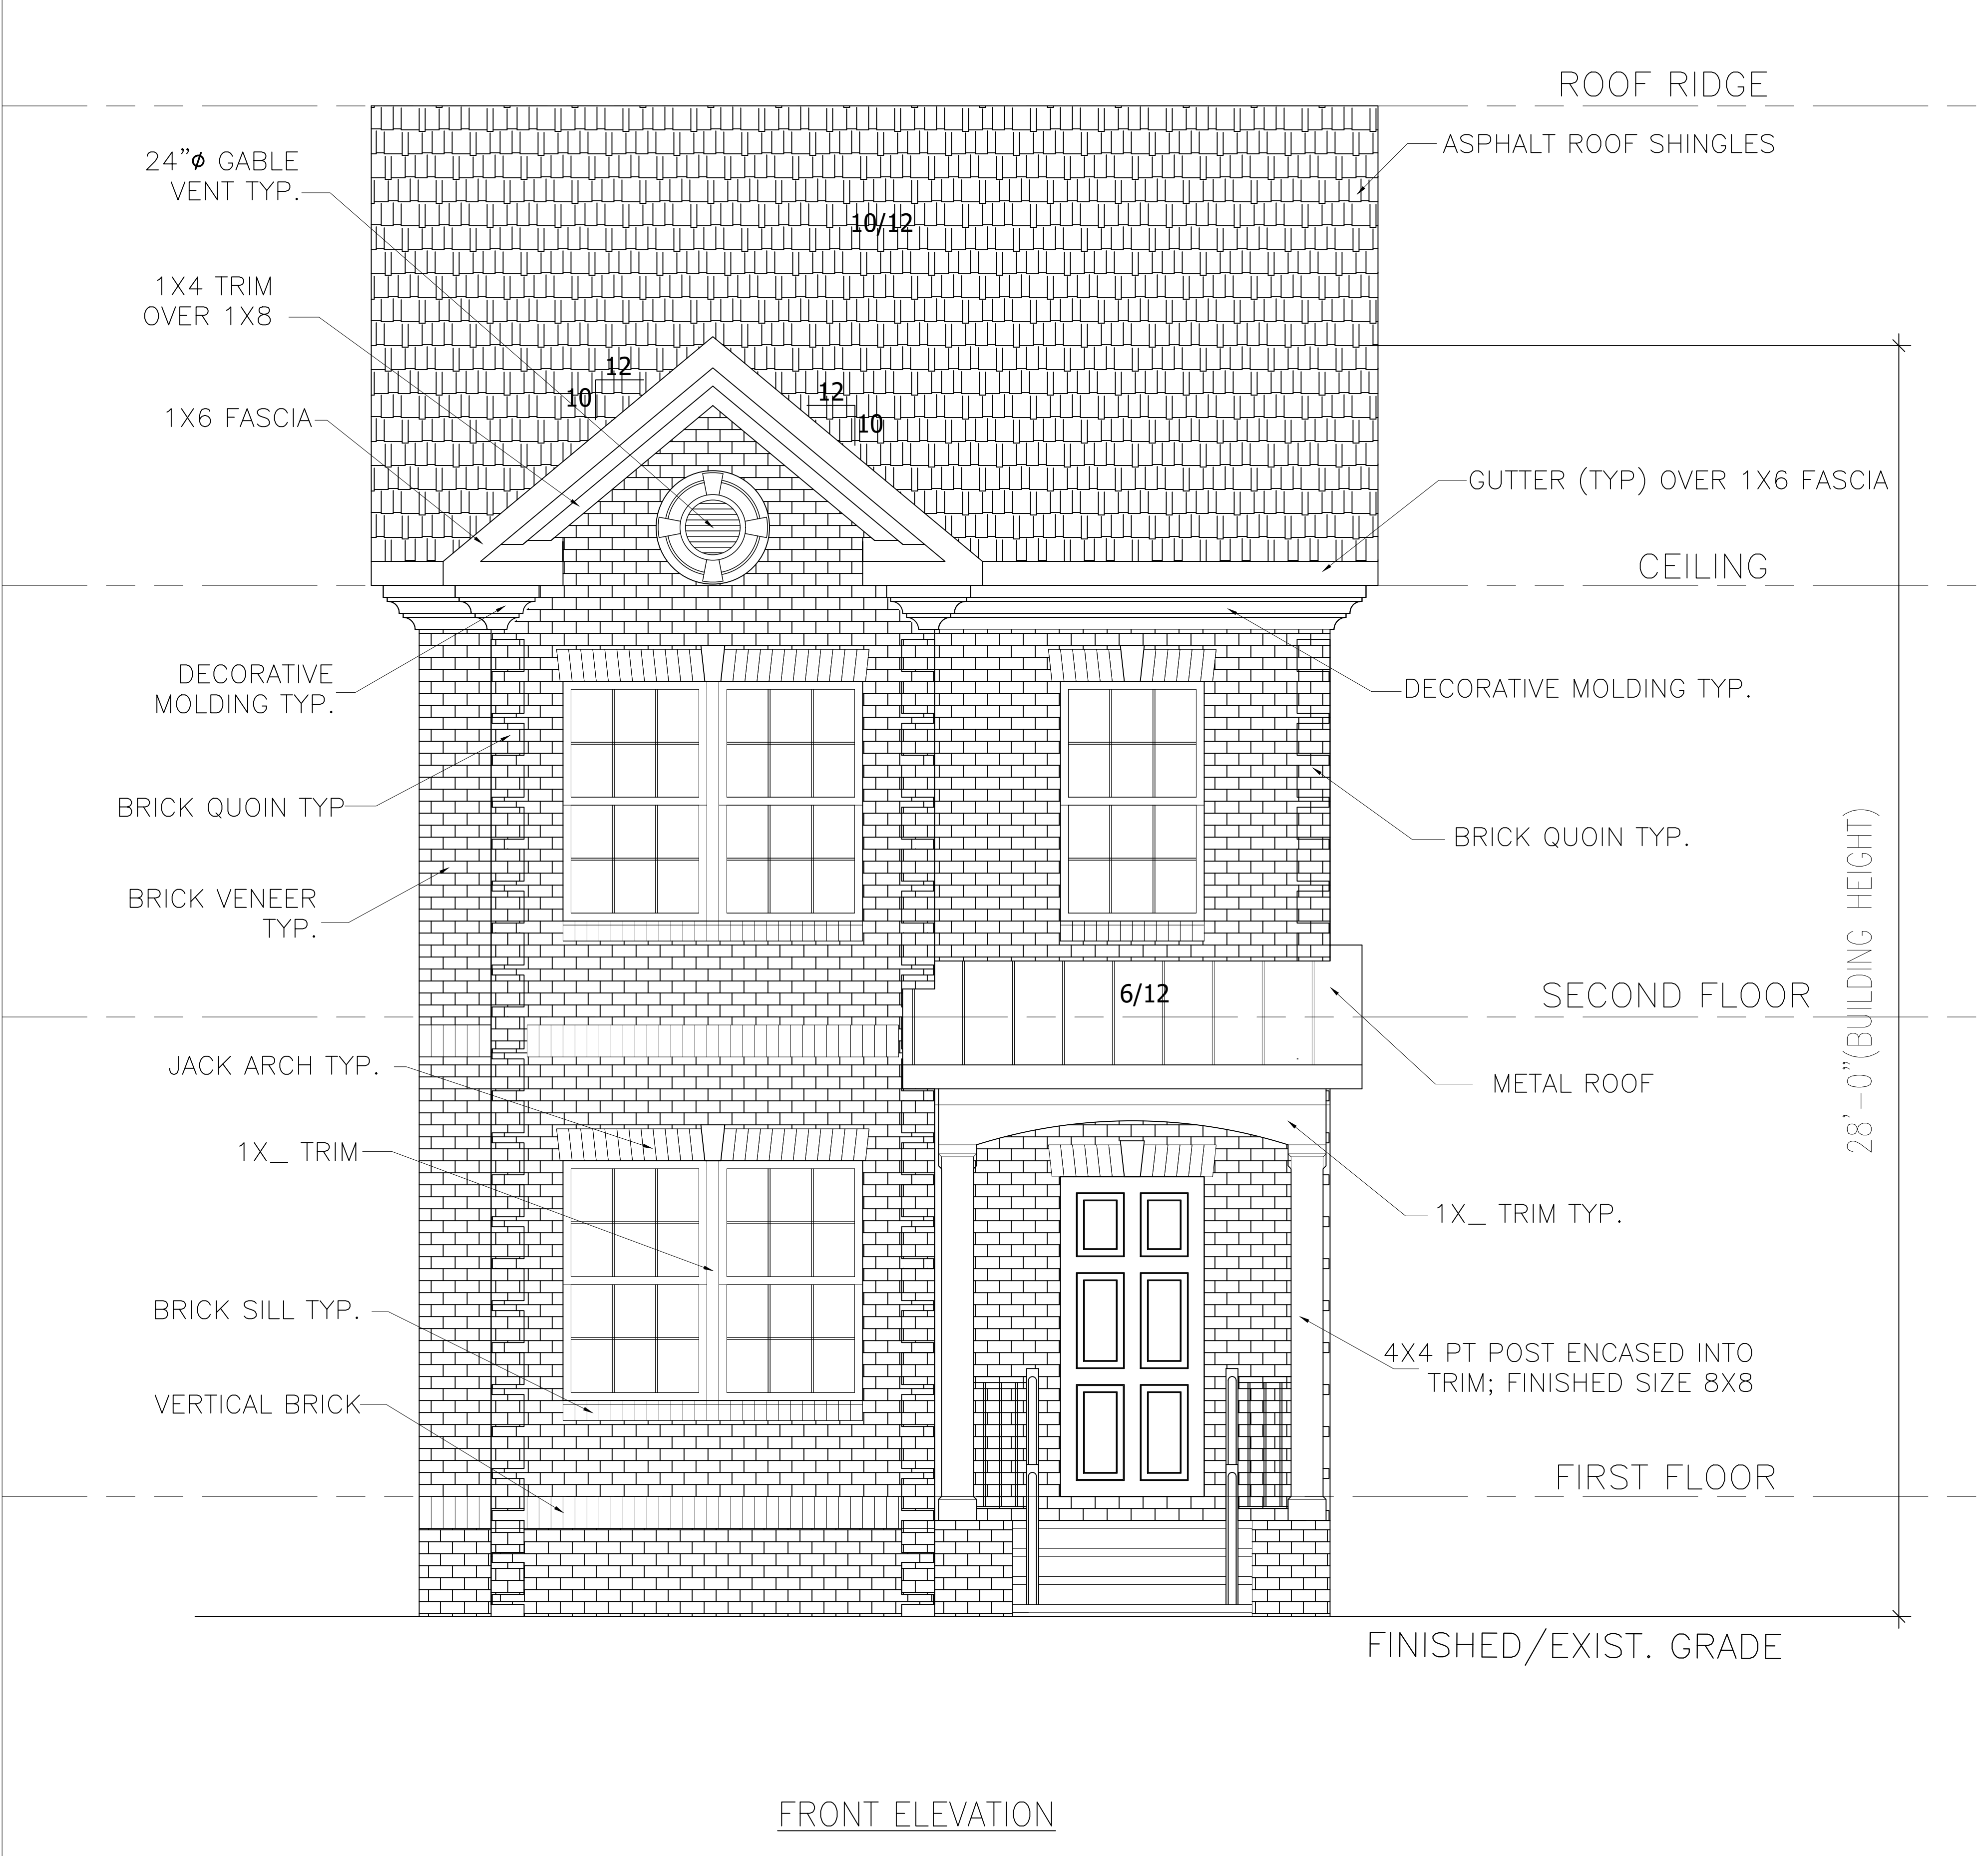 ROOF RIDGE
ASPHALT ROOF SHINGLES
24"ø GABLE
VENT TYP.
10/12
1X4 TRIM
OVER 1X8
12
10
12
10
1X6 FASCIA
GUTTER (TYP) OVER 1X6 FASCIA
CEILING
DECORATIVE
MOLDING TYP.
DECORATIVE MOLDING TYP.
BRICK QUOIN TYP
BRICK QUOIN TYP.
BRICK VENEER
TYP.
28'-0"(BUILDING HEIGHT)
6/12
SECOND FLOOR
JACK ARCH TYP.
METAL ROOF
1X_ TRIM
1X_ TRIM TYP.
BRICK SILL TYP.
4X4 PT POST ENCASED INTO
TRIM; FINISHED SIZE 8X8
VERTICAL BRICK
FIRST FLOOR
FINISHED/EXIST. GRADE
FRONT ELEVATION